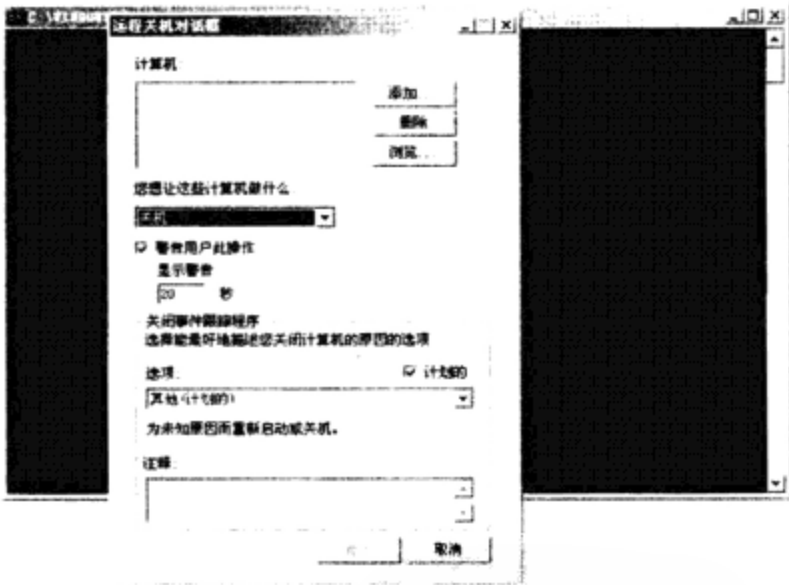 远程关机对话框
计算机:
添加...
删除
浏览...
您想让这些计算机做什么
关机
警告用户此操作
显示警告
20 秒
关闭事件跟踪程序
选择能最好地描述您关闭计算机的原因的选项
选项: 计划的
其他(计划的)
为未知原因而重新启动或关机。
注释:
取消